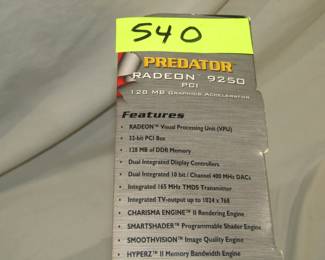 540
PREDATOR
RADEON™ 9250
PCI
128 MB GRAPHICS ACCELERATOR
Features
• RADEON™ Visual Processing Unit (VPU)
• 32-bit PCI Bus
• 128 MB of DDR Memory
• Dual Integrated Display Controllers
• Dual Integrated 10 bit / Channel 400 MHz DACs
• Integrated 165 MHz TMDS Transmitter
• Integrated TV-output up to 1024 x 768
• CHARISMA ENGINE™ II Rendering Engine
• SMARTSHADER™ Programmable Shader Engine
• SMOOTHVISION™ Image Quality Engine
• HYPERZ™ II Memory Bandwidth Engine